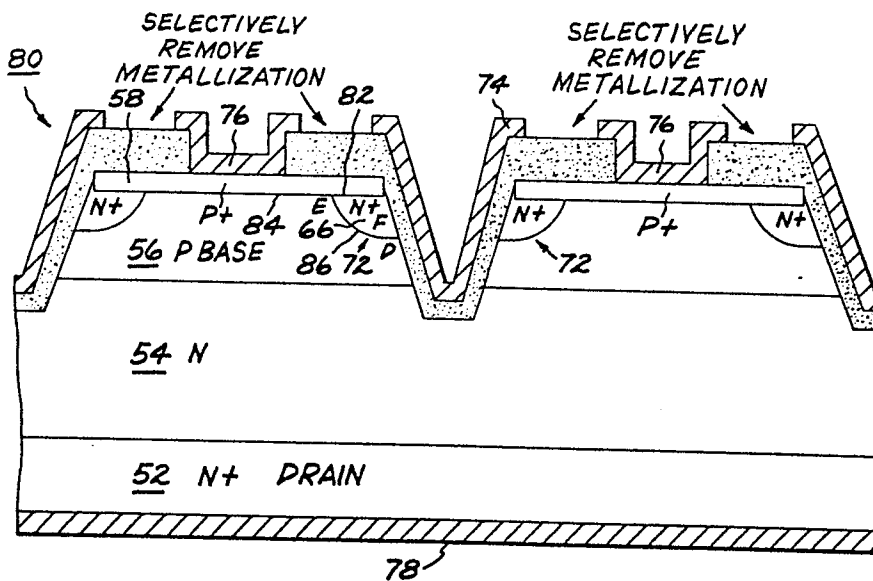 SELECTIVELY
REMOVE
METALLIZATION
SELECTIVELY
REMOVE
METALLIZATION
80
58
76
82
74
76
N+
P+
84
E
N+
66
F
86
72
D
56 P BASE
N+
P+
N+
72
54 N
52 N+ DRAIN
78